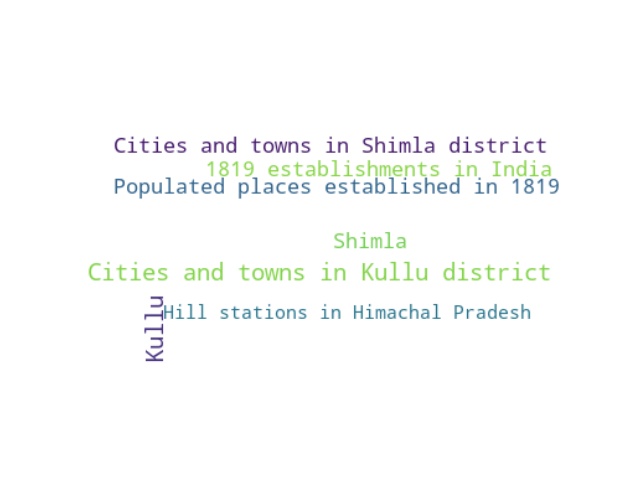 Cities and towns in Shimla district
1819 establishments in India
Populated places established in 1819
Shimla
Cities and towns in Kullu district
Kullu
Hill stations in Himachal Pradesh